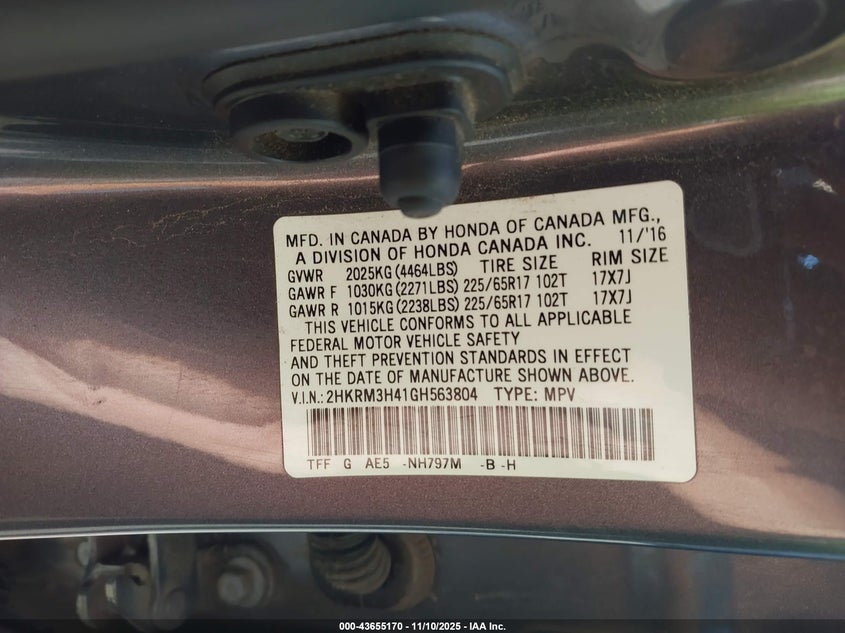 MFD. IN CANADA BY HONDA OF CANADA MFG.,
A DIVISION OF HONDA CANADA INC. 11/'16
GVWR 2025KG(4464LBS) TIRE SIZE RIM SIZE
GAWR F 1030KG(2271LBS) 225/65R17 102T 17X7J
GAWR R 1015KG(2238LBS) 225/65R17 102T 17X7J
THIS VEHICLE CONFORMS TO ALL APPLICABLE
FEDERAL MOTOR VEHICLE SAFETY
AND THEFT PREVENTION STANDARDS IN EFFECT
ON THE DATE OF MANUFACTURE SHOWN ABOVE.
V.I.N.: 2HKRM3H41GH563804 TYPE: MPV
TFF G AE5 -NH797M -B -H
000-43655170 - 11/10/2025 - IAA Inc.